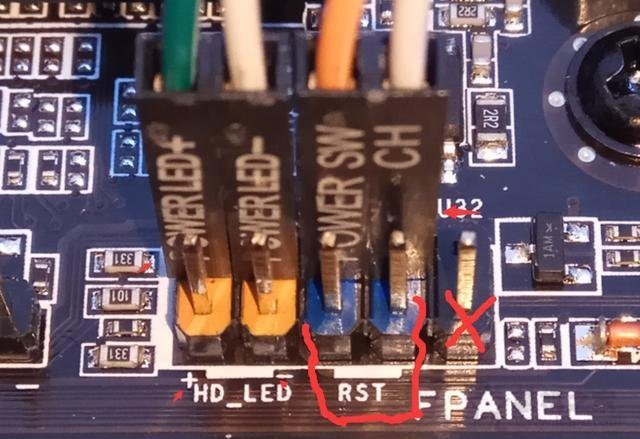 2R2
2R2
POWER LED+
POWER LED-
POWER SW
CH
U32
1AM
331
101
331
+ HD_LED -
RST
FPANEL